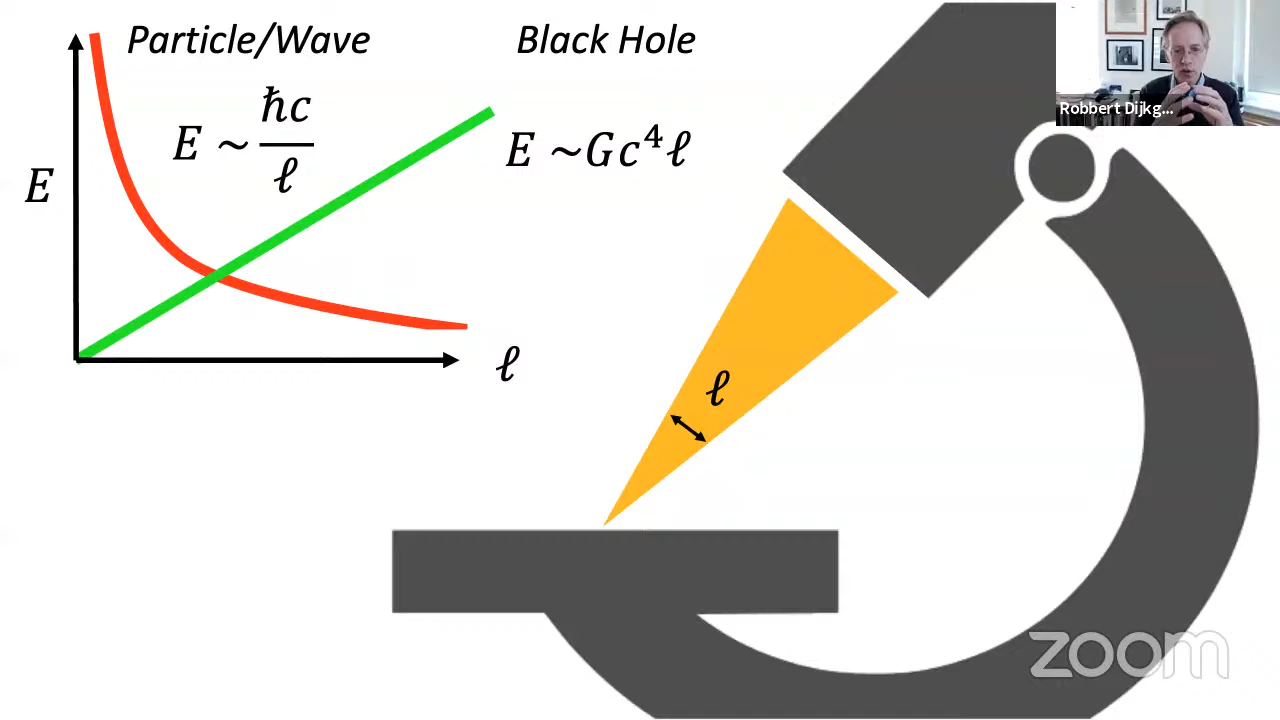 Particle/Wave
Black Hole
E ~ ħc/ℓ
E ~Gc⁴ℓ
E
ℓ
ℓ
Robbert Dijkg...
zoom